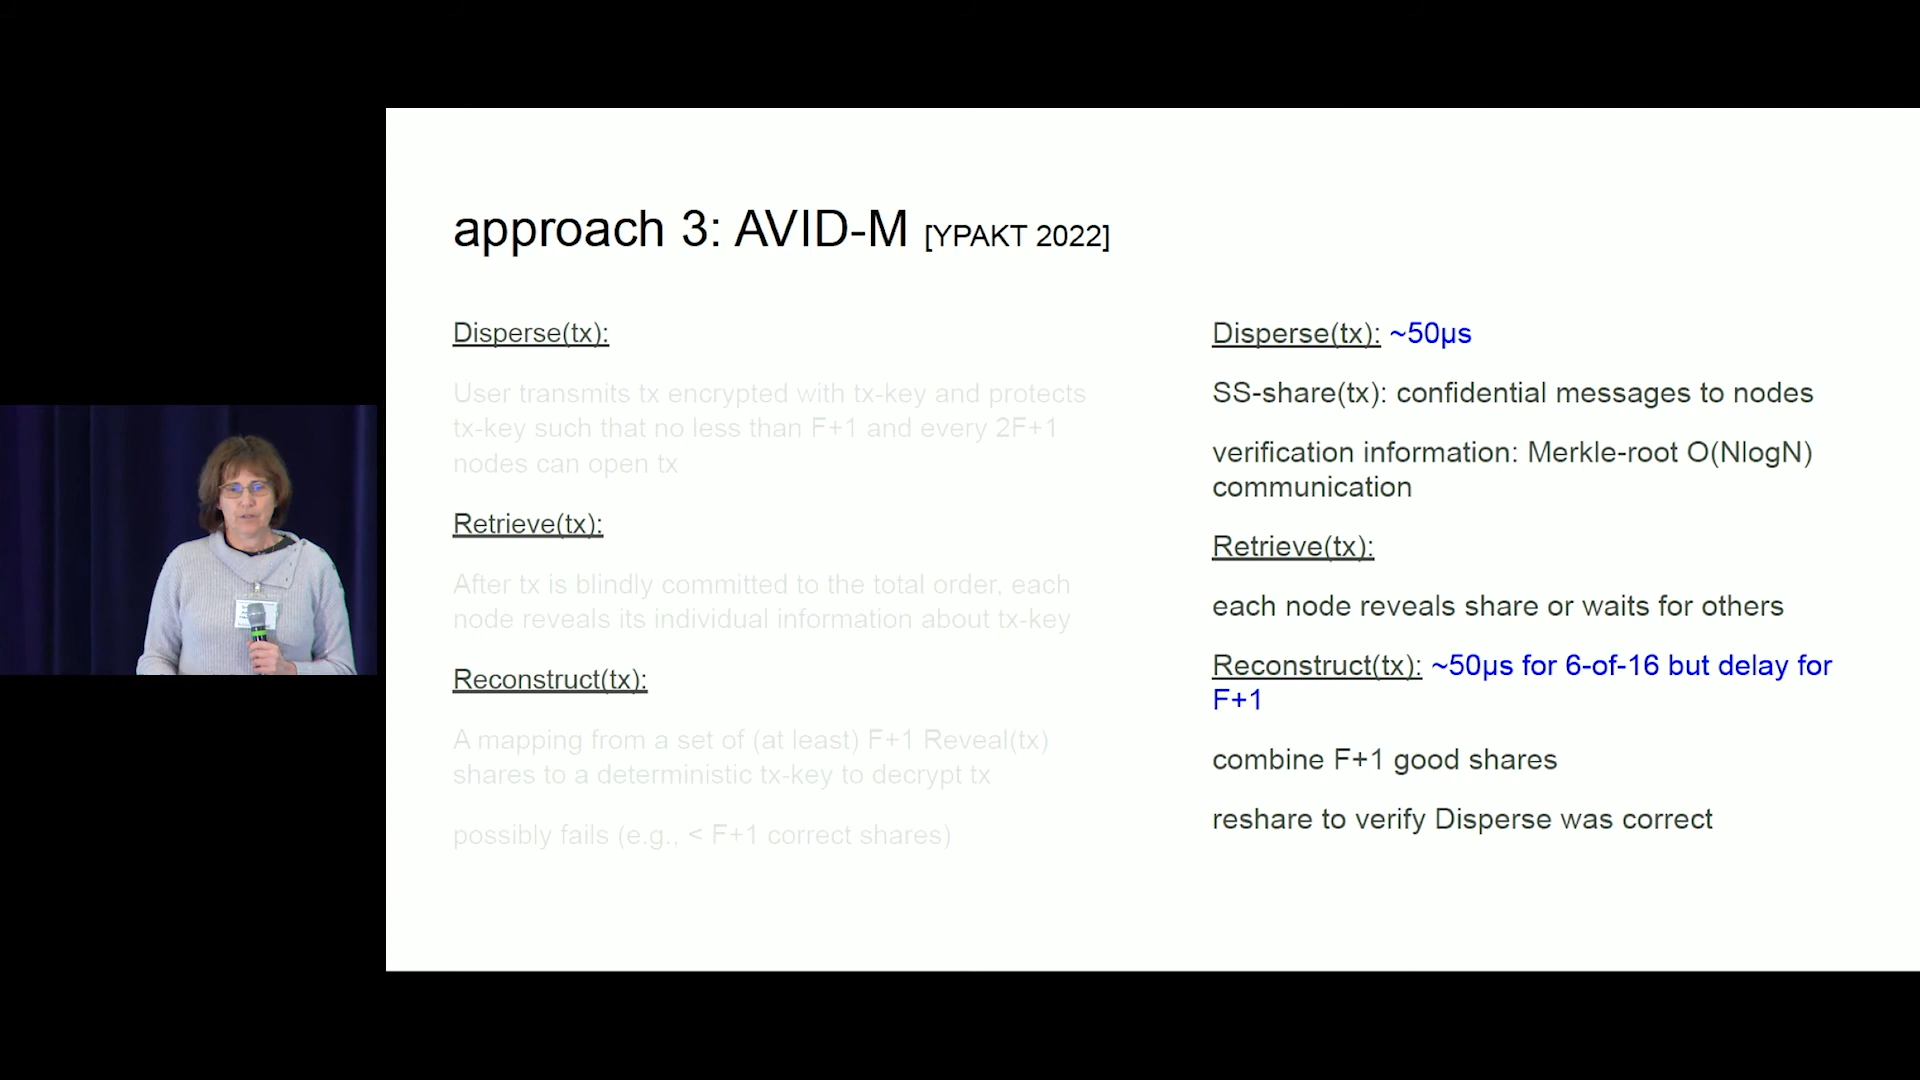 approach 3: AVID-M [YPAKT 2022]
Disperse(tx):
User transmits tx encrypted with tx-key and protects
tx-key such that no less than F+1 and every 2F+1
nodes can open tx
Retrieve(tx):
After tx is blindly committed to the total order, each
node reveals its individual information about tx-key
Reconstruct(tx):
A mapping from a set of (at least) F+1 Reveal(tx)
shares to a deterministic tx-key to decrypt tx
possibly fails (e.g., < F+1 correct shares)
Disperse(tx): ~50μs
SS-share(tx): confidential messages to nodes
verification information: Merkle-root O(NlogN)
communication
Retrieve(tx):
each node reveals share or waits for others
Reconstruct(tx): ~50μs for 6-of-16 but delay for
F+1
combine F+1 good shares
reshare to verify Disperse was correct